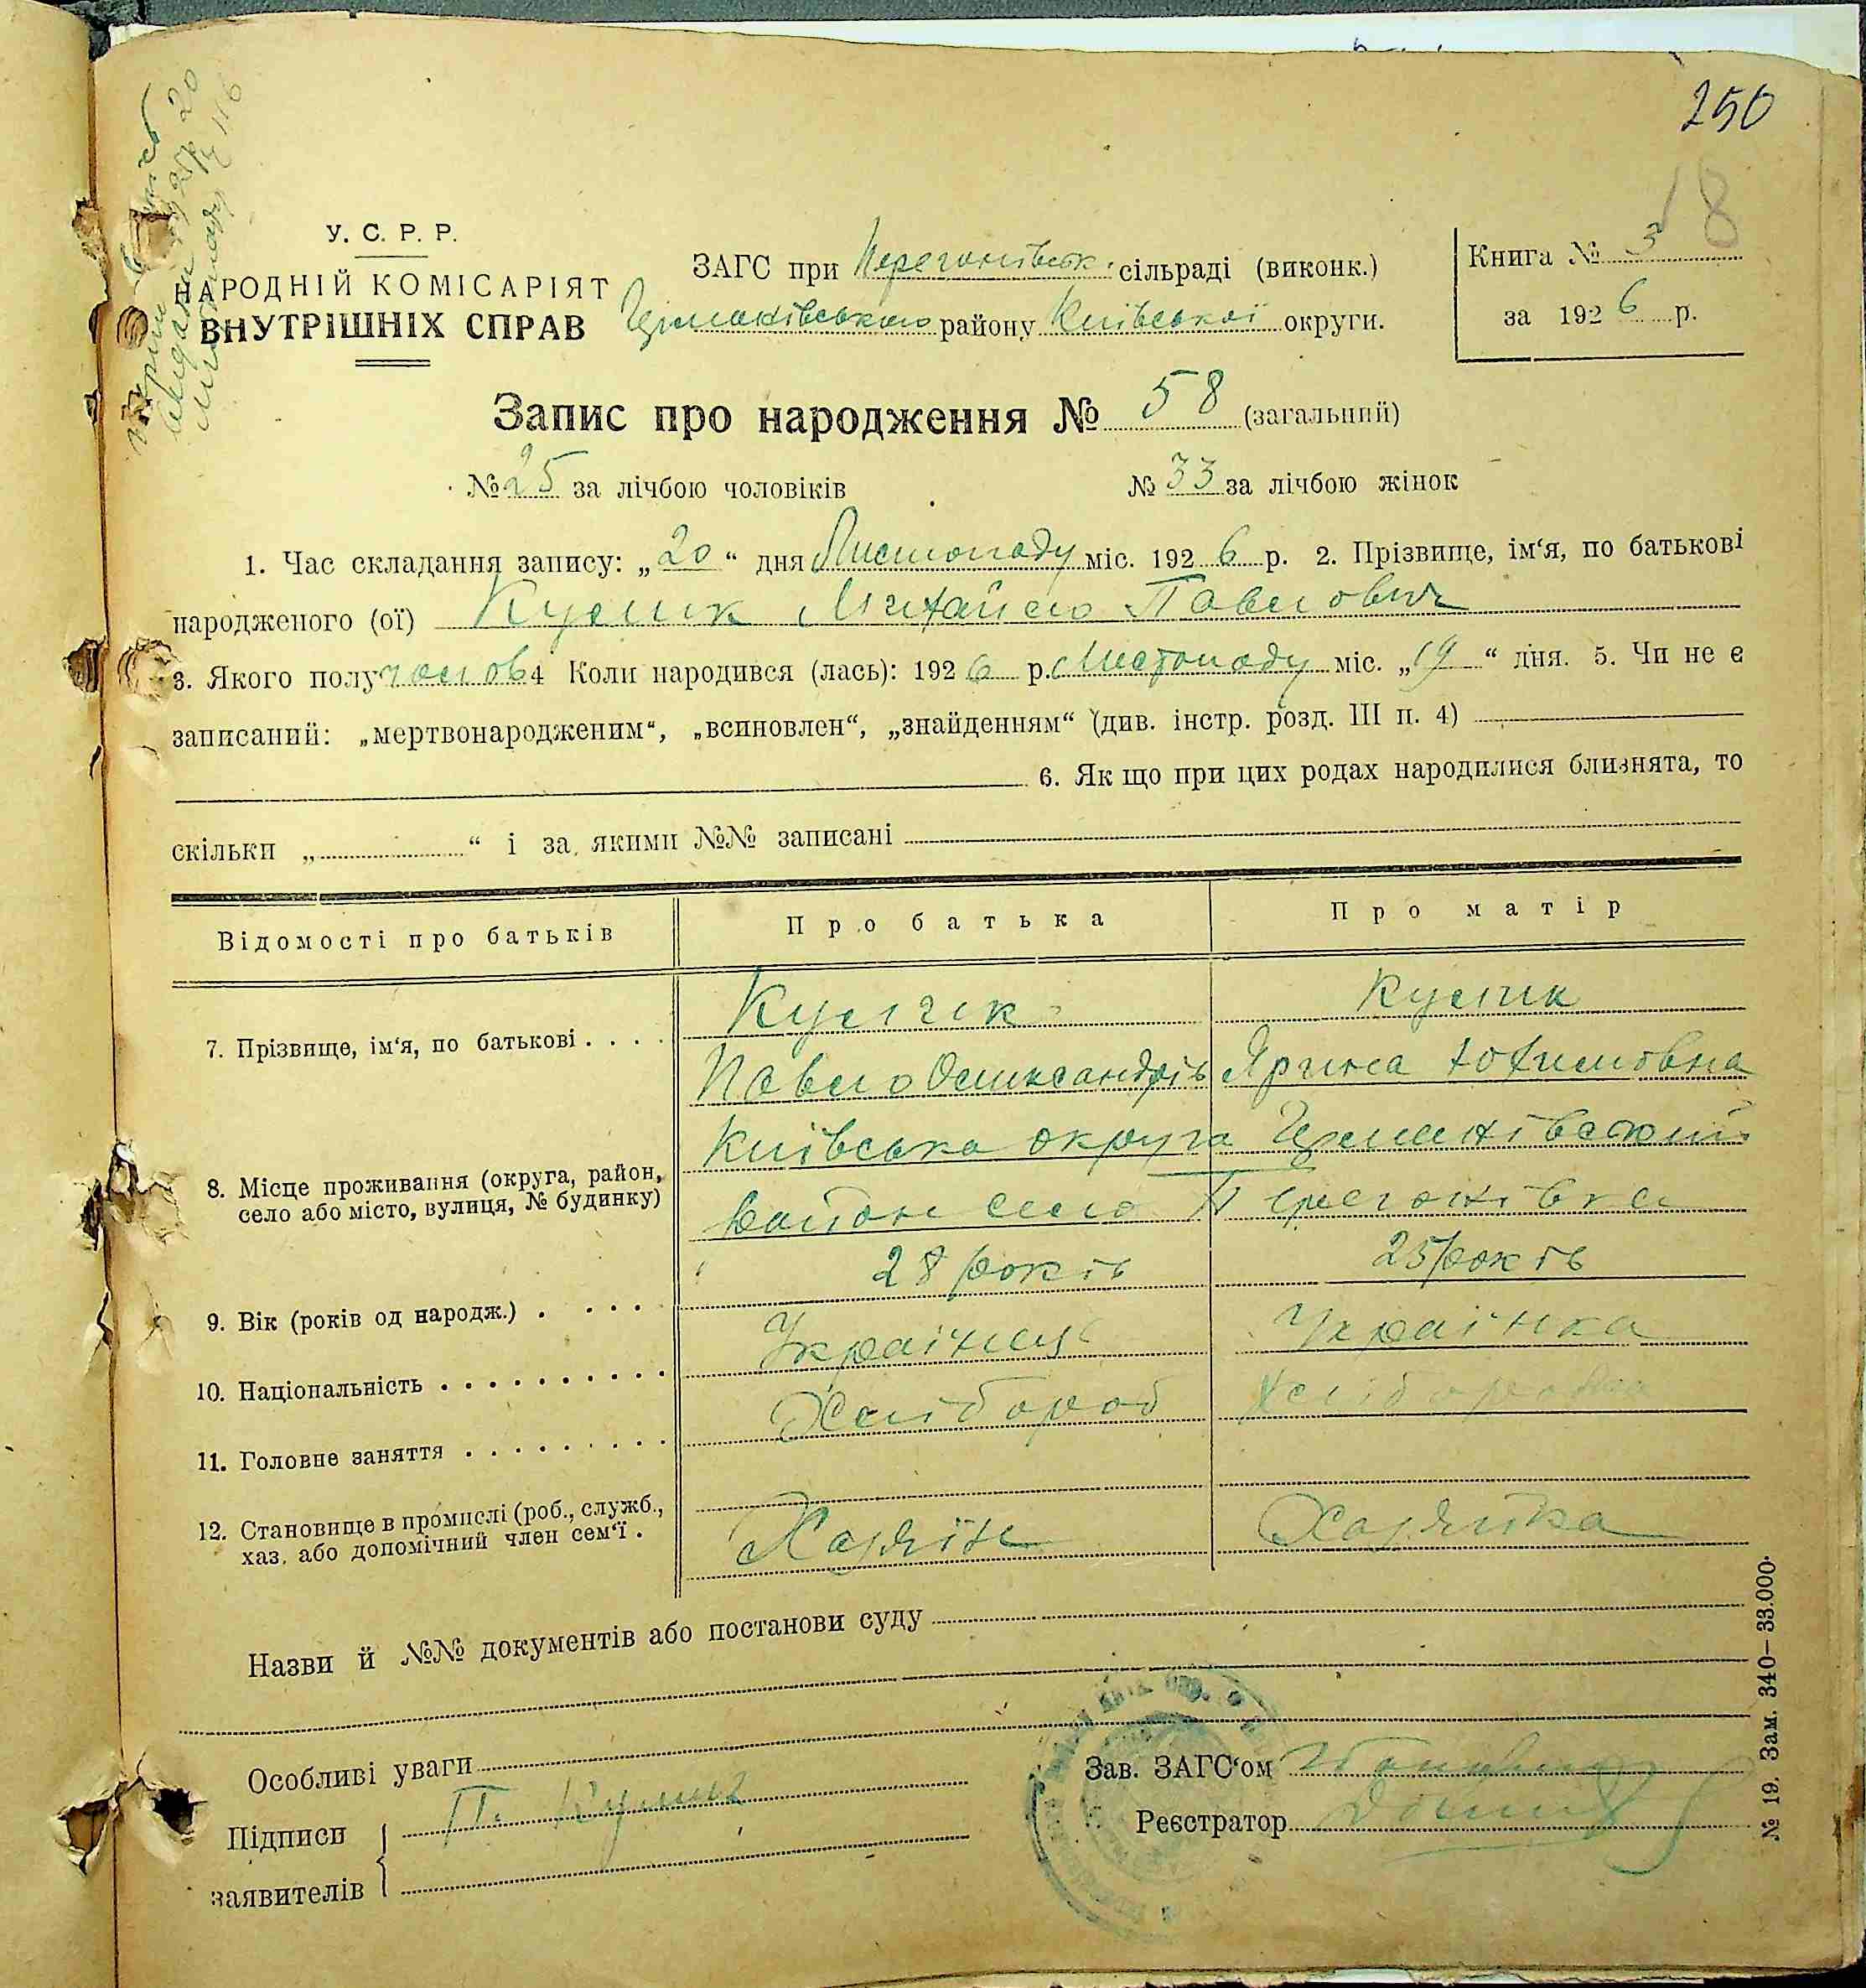 250
18
У. С. Р. Р.
НАРОДНІЙ КОМІСАРІЯТ
ВНУТРІШНІХ СПРАВ
ЗАГС при Перегонівськ. сільраді (виконк.)
району Київської округи.
Книга № 3
за 1926 р.
Запис про народження № 58 (загальний)
№ 25 за лічбою чоловіків № 33 за лічбою жінок
1. Час складання запису: „20“ дня Листопаду міс. 1926 р. 2. Прізвище, ім‘я, по батькові
народженого (ої) Кулик Михайло Павлович
3. Якого полу чолов 4 Коли народився (лась): 1926 р. Листопаду міс. „19“ дня. 5. Чи не є
записаний: „мертвонародженим“, „всиновлен“, „знайденням“ (див. інстр. розд. III п. 4)
6. Як що при цих родах народилися близнята, то
скільки „ “ і за якими №№ записані
Відомості про батьків Про батька Про матір
7. Прізвище, ім‘я, по батькові . . . . Кулик Кулик
Павло Олександрів Ярина Юхимовна
8. Місце проживання (округа, район, Київська округа
село або місто, вулиця, № будинку) Район село Перегонівка
9. Вік (років од народж.) . . . . 28 років 25 років
10. Національність . . . . . . . . . . Українец Українка
11. Головне заняття . . . . . . . . . Хлібороб Хліборобка
12. Становище в промислі (роб., служб.,
хаз. або допомічний член сем‘ї . Хазяїн Хазяйка
Назви й №№ документів або постанови суду
Особливі уваги
Підписи П. Кулик
заявителів
Зав. ЗАГС‘ом
Реєстратор
№ 19. Зам. 340—33.000.